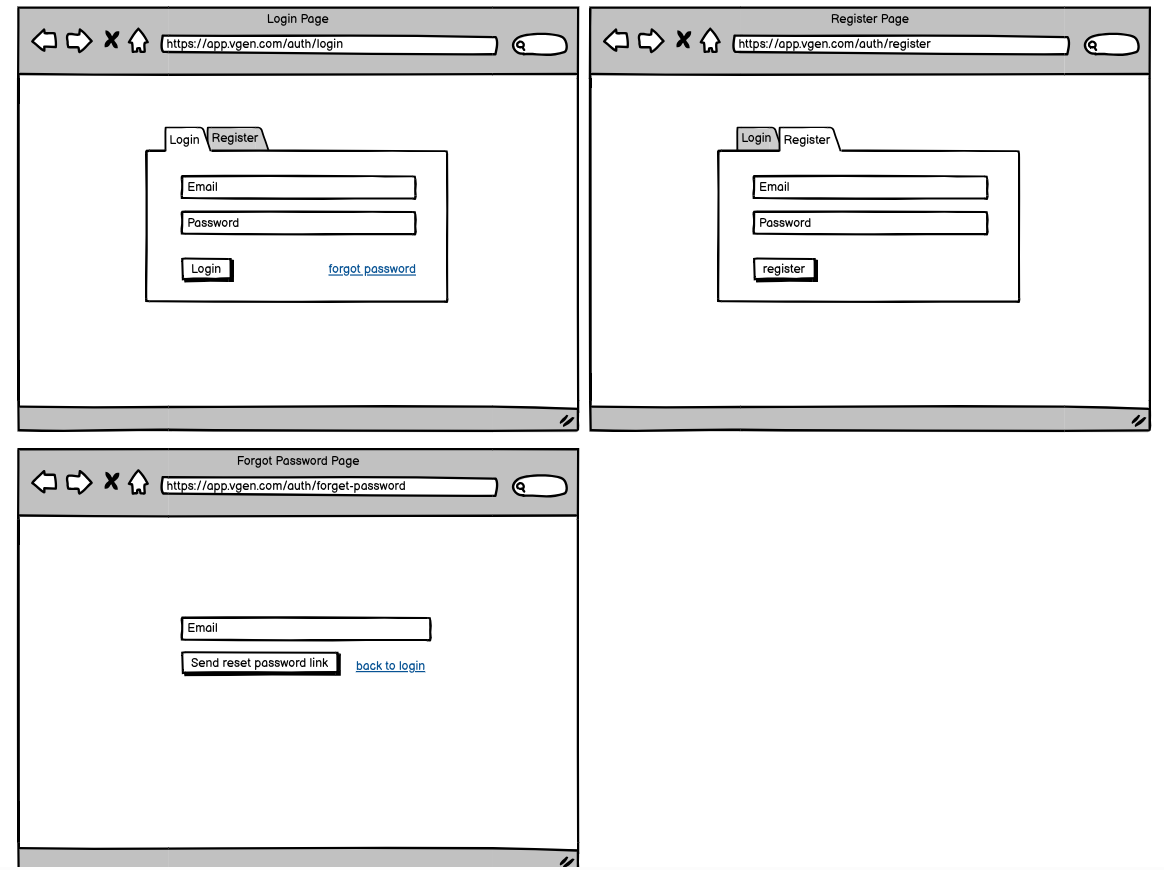 Login Page
https://app.vgen.com/auth/login
Login Register
Email
Password
Login forgot password
Register Page
https://app.vgen.com/auth/register
Login Register
Email
Password
register
Forgot Password Page
https://app.vgen.com/auth/forget-password
Email
Send reset password link back to login